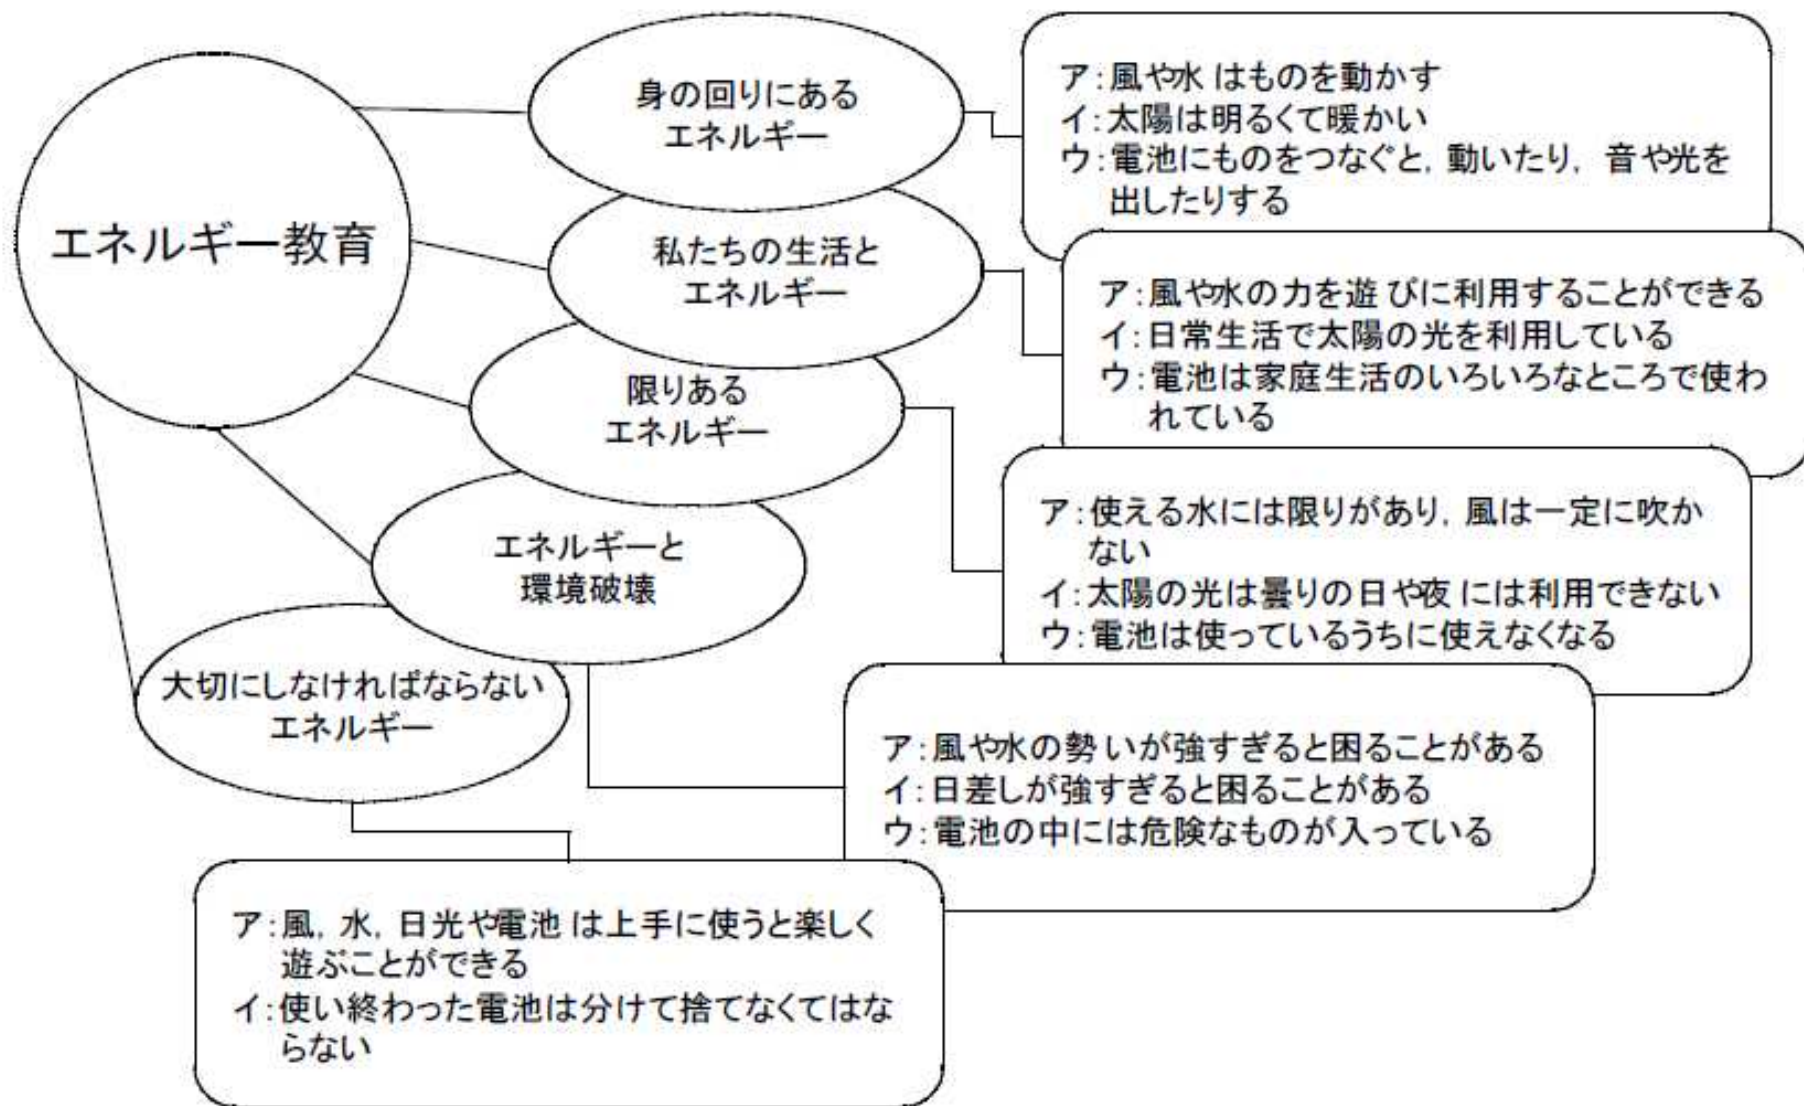 エネルギー教育
身の回りにある
エネルギー
ア:風や水はものを動かす
イ:太陽は明るくて暖かい
ウ:電池にものをつなぐと,動いたり,音や光を
出したりする
私たちの生活と
エネルギー
ア:風や水の力を遊びに利用することができる
イ:日常生活で太陽の光を利用している
ウ:電池は家庭生活のいろいろなところで使わ
れている
限りある
エネルギー
ア:使える水には限りがあり,風は一定に吹か
ない
イ:太陽の光は曇りの日や夜には利用できない
ウ:電池は使っているうちに使えなくなる
エネルギーと
環境破壊
ア:風や水の勢いが強すぎると困ることがある
イ:日差しが強すぎると困ることがある
ウ:電池の中には危険なものが入っている
大切にしなければならない
エネルギー
ア:風,水,日光や電池は上手に使うと楽しく
遊ぶことができる
イ:使い終わった電池は分けて捨てなくてはな
らない